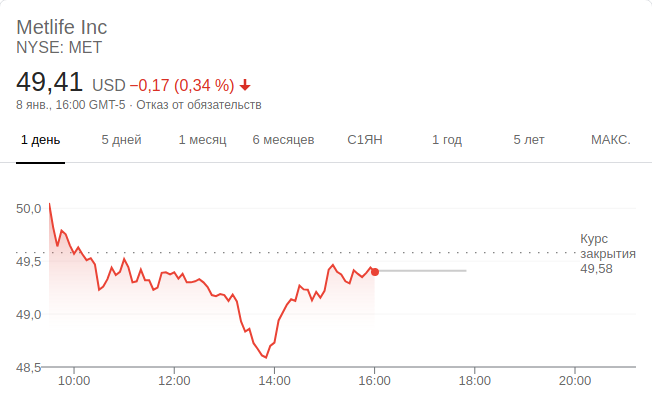 Metlife Inc
NYSE: MET
49,41 USD −0,17 (0,34 %)
8 янв., 16:00 GMT-5 · Отказ от обязательств
1 день 5 дней 1 месяц 6 месяцев С1ЯН 1 год 5 лет МАКС.
50,0
Курс
закрытия
49,58
49,5
49,0
48,5
10:00 12:00 14:00 16:00 18:00 20:00